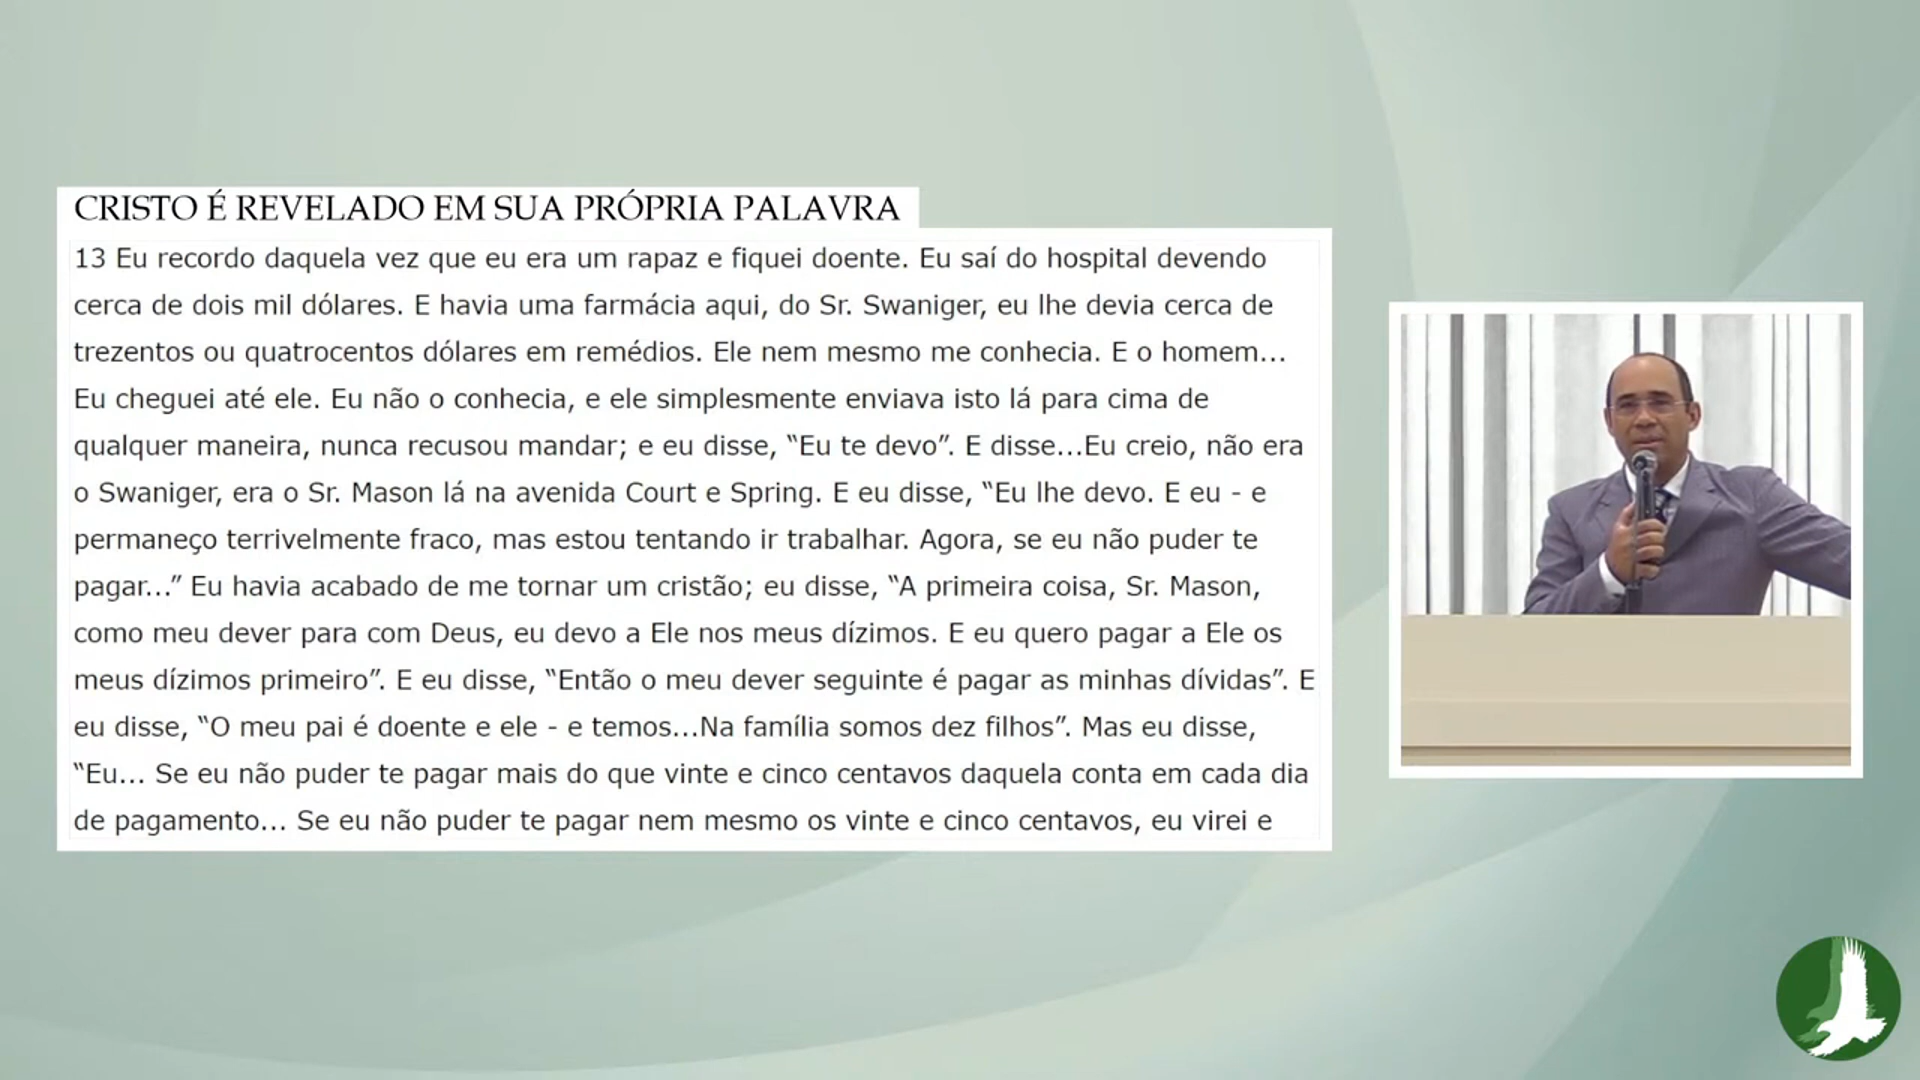 CRISTO É REVELADO EM SUA PRÓPRIA PALAVRA
13 Eu recordo daquela vez que eu era um rapaz e fiquei doente. Eu saí do hospital devendo
cerca de dois mil dólares. E havia uma farmácia aqui, do Sr. Swaniger, eu lhe devia cerca de
trezentos ou quatrocentos dólares em remédios. Ele nem mesmo me conhecia. E o homem...
Eu cheguei até ele. Eu não o conhecia, e ele simplesmente enviava isto lá para cima de
qualquer maneira, nunca recusou mandar; e eu disse, “Eu te devo”. E disse...Eu creio, não era
o Swaniger, era o Sr. Mason lá na avenida Court e Spring. E eu disse, “Eu lhe devo. E eu - e
permaneço terrivelmente fraco, mas estou tentando ir trabalhar. Agora, se eu não puder te
pagar...” Eu havia acabado de me tornar um cristão; eu disse, “A primeira coisa, Sr. Mason,
como meu dever para com Deus, eu devo a Ele nos meus dízimos. E eu quero pagar a Ele os
meus dízimos primeiro”. E eu disse, “Então o meu dever seguinte é pagar as minhas dívidas”. E
eu disse, “O meu pai é doente e ele - e temos...Na família somos dez filhos”. Mas eu disse,
“Eu... Se eu não puder te pagar mais do que vinte e cinco centavos daquela conta em cada dia
de pagamento... Se eu não puder te pagar nem mesmo os vinte e cinco centavos, eu virei e